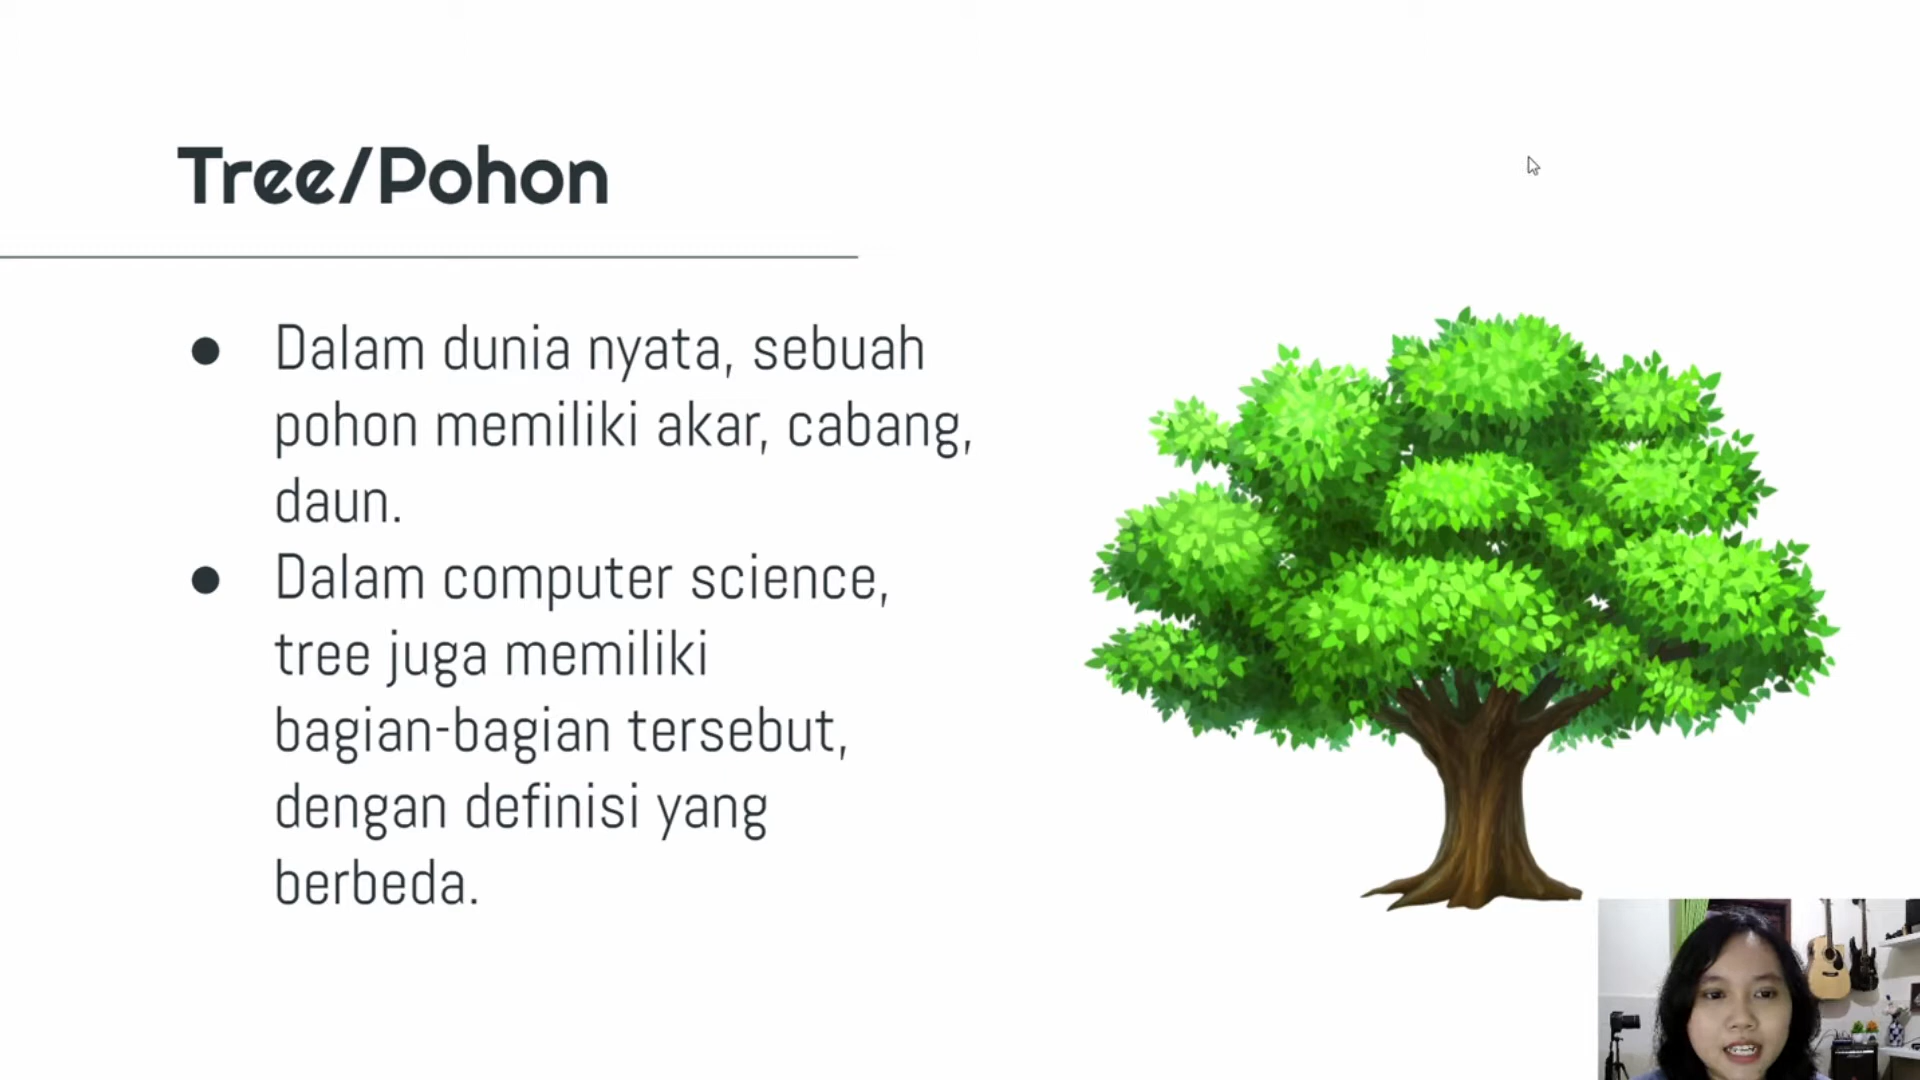 Tree/Pohon
● Dalam dunia nyata, sebuah
pohon memiliki akar, cabang,
daun.
● Dalam computer science,
tree juga memiliki
bagian-bagian tersebut,
dengan definisi yang
berbeda.